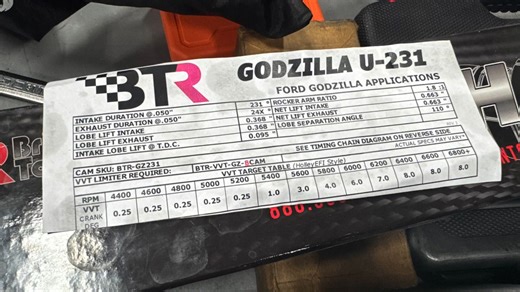 BTR GODZILLA U-231
FORD GODZILLA APPLICATIONS
INTAKE DURATION @.050" 231 °
EXHAUST DURATION @.050" 24X °
LOBE LIFT INTAKE 0.368 "
LOBE LIFT EXHAUST 0.368 "
INTAKE LOBE LIFT @ T.D.C. 0.095 "
ROCKER ARM RATIO 1.8 :1
NET LIFT INTAKE 0.663 "
NET LIFT EXHAUST 0.663 "
LOBE SEPARATION ANGLE 110 °
SEE TIMING CHAIN DIAGRAM ON REVERSE SIDE
ACTUAL SPECS MAY VARY
CAM SKU: BTR-GZ231
VVT LIMITER REQUIRED: BTR-VVT-GZ-8CAM
VVT TARGET TABLE (HolleyEFI Style)
RPM 4400 4600 4800 5000 5200 5400 5600 5800 6000 6200 6400 6600 6800+
VVT CRANK DEG 0.25 0.25 0.25 0.25 0.25 1.0 3.0 4.0 6.0 7.0 8.0 8.0 8.0